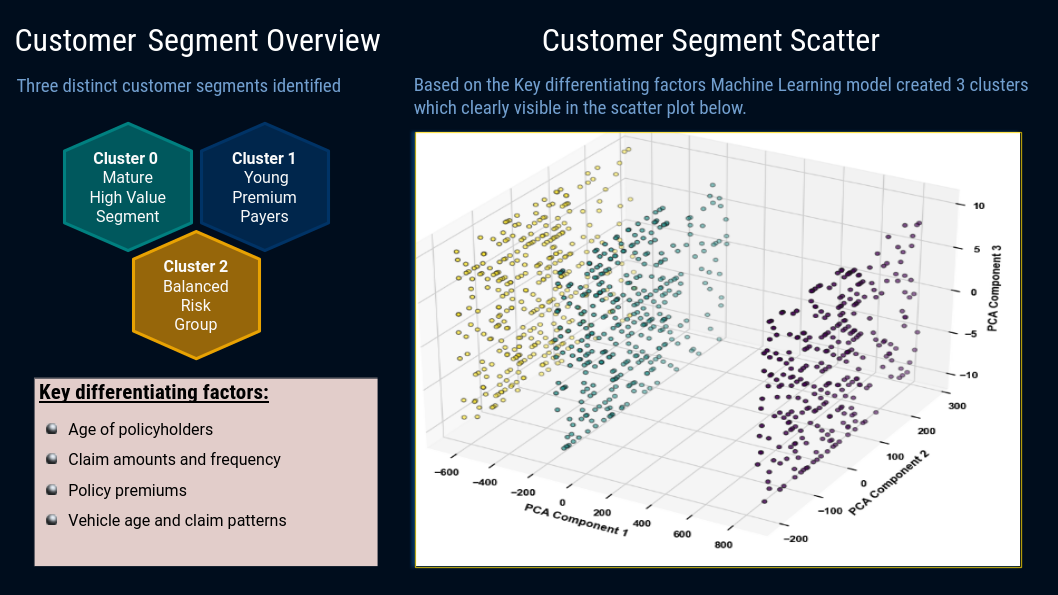 Customer Segment Overview
Three distinct customer segments identified
Cluster 0
Mature
High Value
Segment
Cluster 1
Young
Premium
Payers
Cluster 2
Balanced
Risk
Group
Key differentiating factors:
Age of policyholders
Claim amounts and frequency
Policy premiums
Vehicle age and claim patterns
Customer Segment Scatter
Based on the Key differentiating factors Machine Learning model created 3 clusters
which clearly visible in the scatter plot below.
10
5
0
−5
−10
PCA Component 3
300
200
100
0
−100
−200
PCA Component 2
−600
−400
−200
0
200
400
600
800
PCA Component 1